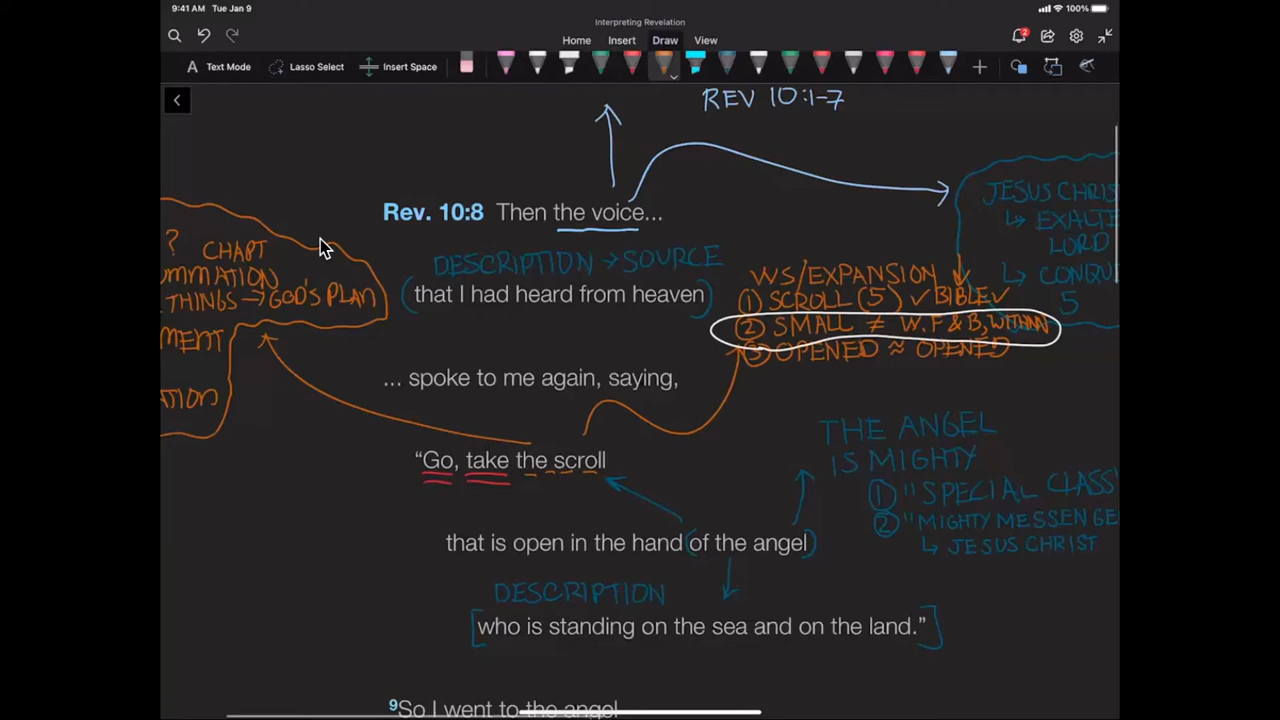 9:41 AM Tue Jan 9
100%
Interpreting Revelation
Home Insert Draw View
2
Text Mode Lasso Select Insert Space
REV 10:1-7
Rev. 10:8 Then the voice...
JESUS CHRIS
↳ EXALTE
LORD
↳ CONQU
5
?
CHAPT
UMMATION
THINGS → GOD'S PLAN
MENT
ATION
DESCRIPTION → SOURCE
(that I had heard from heaven)
WS/EXPANSION
① SCROLL (5) ✓ BIBLE ✓
② SMALL ≠ W.F & B, WITHIN
③ OPENED ≈ OPENED
... spoke to me again, saying,
“Go, take the scroll
THE ANGEL
IS MIGHTY
① "SPECIAL CLASS
② "MIGHTY MESSENGE
↳ JESUS CHRIST
that is open in the hand (of the angel)
DESCRIPTION
[who is standing on the sea and on the land.”]
9So I went to the angel